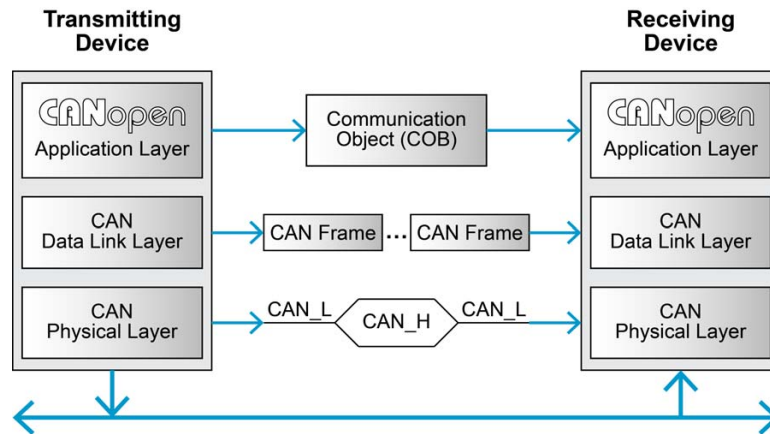 Transmitting
Device
Receiving
Device
CANopen
Application Layer
Communication
Object (COB)
CANopen
Application Layer
CAN
Data Link Layer
CAN Frame
...
CAN Frame
CAN
Data Link Layer
CAN
Physical Layer
CAN_L
CAN_H
CAN_L
CAN
Physical Layer